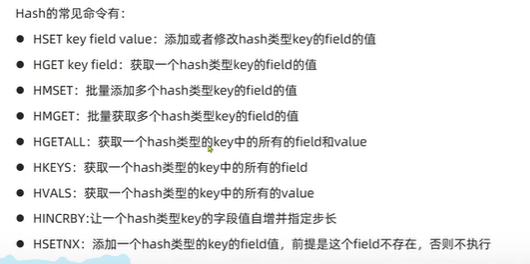 Hash的常见命令有：
● HSET key field value：添加或者修改hash类型key的field的值
● HGET key field：获取一个hash类型key的field的值
● HMSET：批量添加多个hash类型key的field的值
● HMGET：批量获取多个hash类型key的field的值
● HGETALL：获取一个hash类型的key中的所有的field和value
● HKEYS：获取一个hash类型的key中的所有的field
● HVALS：获取一个hash类型的key中的所有的value
● HINCRBY:让一个hash类型key的字段值自增并指定步长
● HSETNX：添加一个hash类型的key的field值，前提是这个field不存在，否则不执行